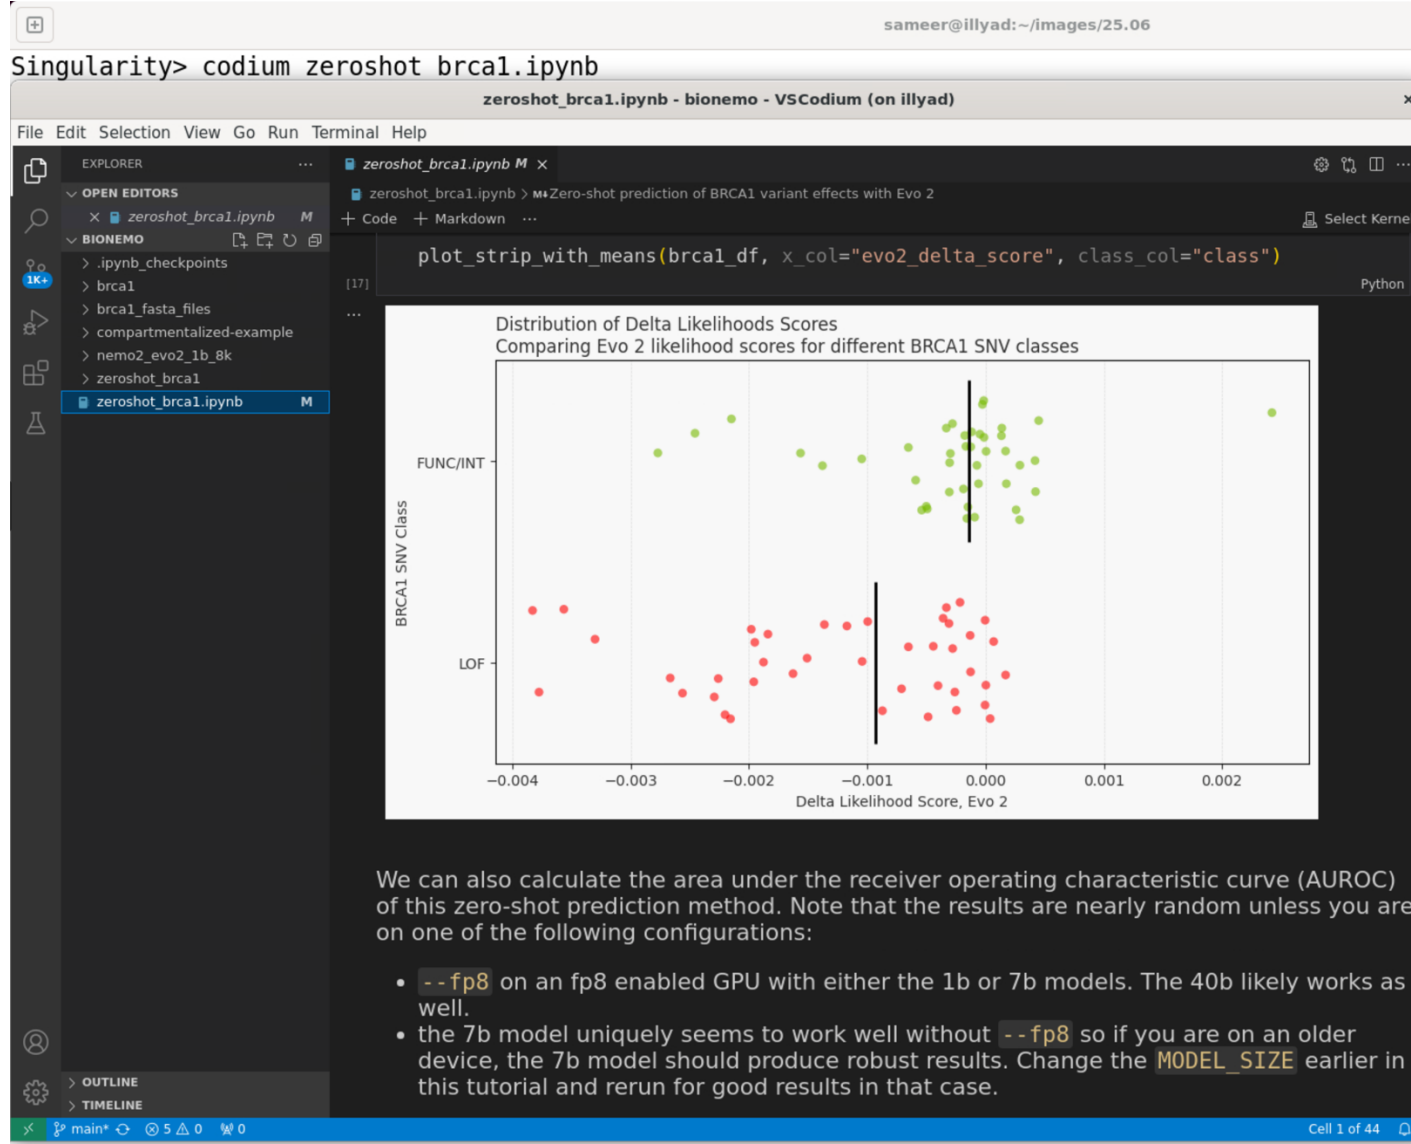 sameer@illyad:~/images/25.06
Singularity> codium zeroshot_brca1.ipynb
zeroshot_brca1.ipynb - bionemo - VSCodium (on illyad)
File Edit Selection View Go Run Terminal Help
EXPLORER
OPEN EDITORS
zeroshot_brca1.ipynb M
BIONEMO
.ipynb_checkpoints
brca1
brca1_fasta_files
compartmentalized-example
nemo2_evo2_1b_8k
zeroshot_brca1
zeroshot_brca1.ipynb M
OUTLINE
TIMELINE
1K+
zeroshot_brca1.ipynb M
zeroshot_brca1.ipynb > M↓Zero-shot prediction of BRCA1 variant effects with Evo 2
+ Code + Markdown ... Select Kerne
plot_strip_with_means(brca1_df, x_col="evo2_delta_score", class_col="class")
[17] Python
Distribution of Delta Likelihoods Scores
Comparing Evo 2 likelihood scores for different BRCA1 SNV classes
BRCA1 SNV Class
FUNC/INT
LOF
−0.004 −0.003 −0.002 −0.001 0.000 0.001 0.002
Delta Likelihood Score, Evo 2
We can also calculate the area under the receiver operating characteristic curve (AUROC)
of this zero-shot prediction method. Note that the results are nearly random unless you are
on one of the following configurations:
• --fp8 on an fp8 enabled GPU with either the 1b or 7b models. The 40b likely works as
well.
• the 7b model uniquely seems to work well without --fp8 so if you are on an older
device, the 7b model should produce robust results. Change the MODEL_SIZE earlier in
this tutorial and rerun for good results in that case.
main* 5 0 0 Cell 1 of 44